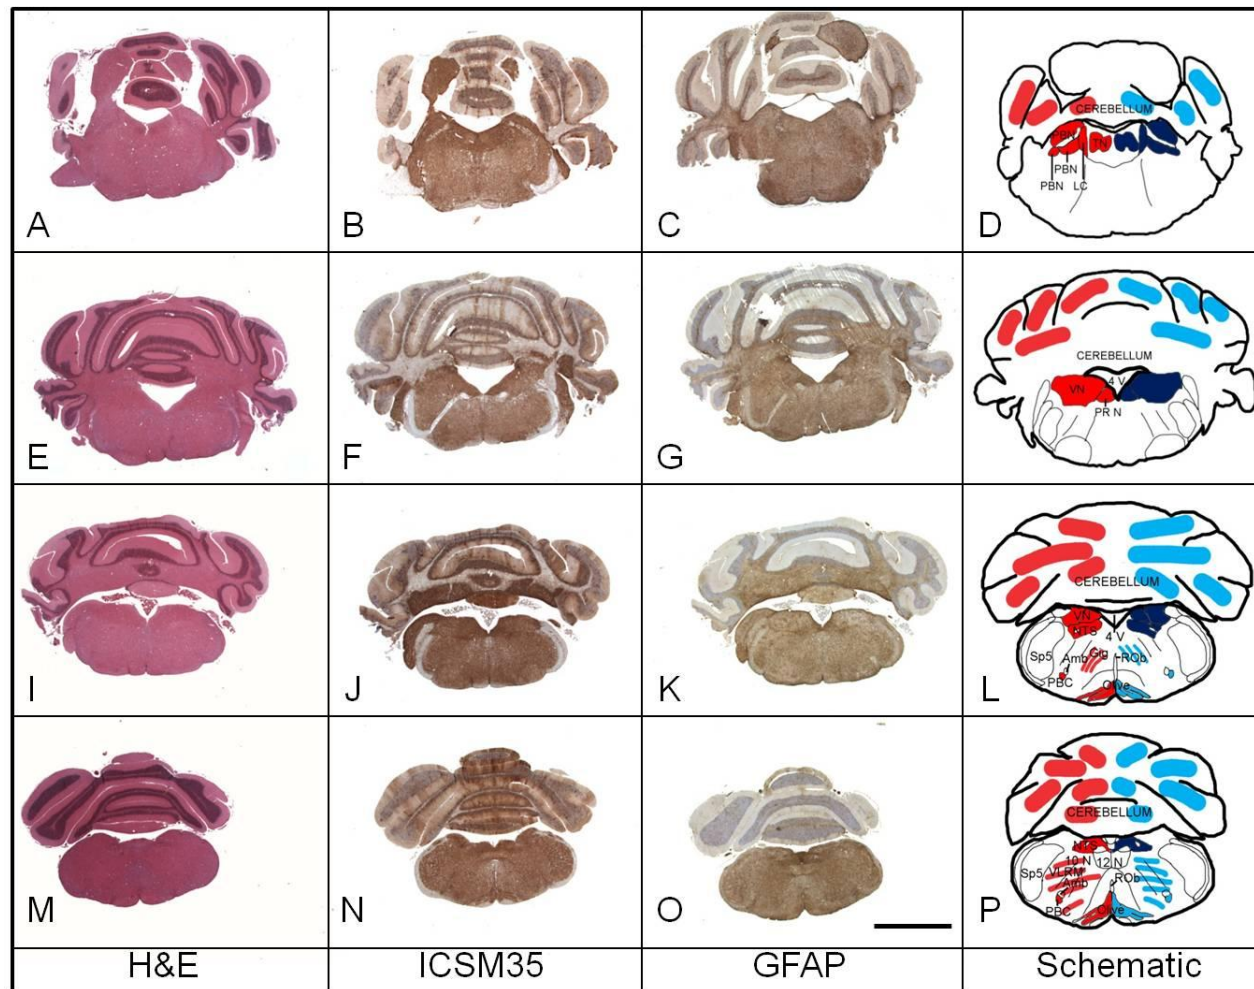 A
B
C
CEREBELLUM
PBN
TN
PBN
PBN LC
D
E
F
G
CEREBELLUM
VN
4 V
PR N
I
J
K
CEREBELLUM
VN
NTS
4 V
Sp5 Amb Gig ROb
PBC Olive
L
M
N
O
CEREBELLUM
NTS
10 N 12 N
Sp5 VLRM
Amb ROb
PBC Olive
P
H&E
ICSM35
GFAP
Schematic